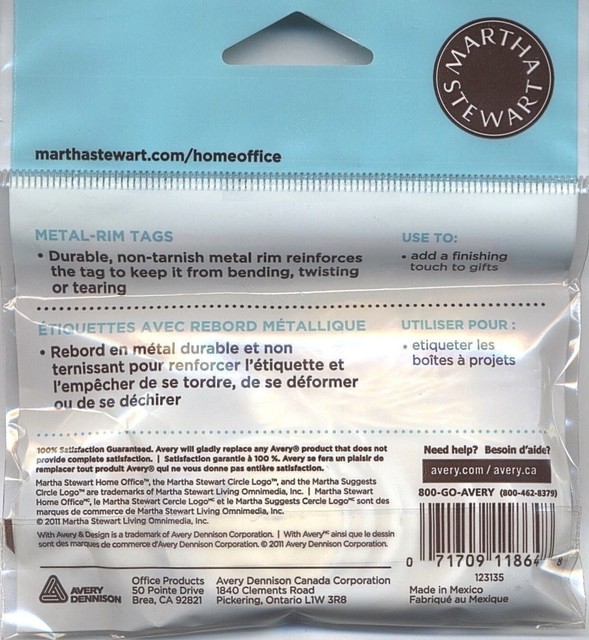 MARTHA STEWART
marthastewart.com/homeoffice
METAL-RIM TAGS
• Durable, non-tarnish metal rim reinforces
the tag to keep it from bending, twisting
or tearing
USE TO:
• add a finishing
touch to gifts
ÉTIQUETTES AVEC REBORD MÉTALLIQUE
• Rebord en métal durable et non
ternissant pour renforcer l'étiquette et
l'empêcher de se tordre, de se déformer
ou de se déchirer
UTILISER POUR :
• etiqueter les
boîtes à projets
100% Satisfaction Guaranteed. Avery will gladly replace any Avery® product that does not
provide complete satisfaction. | Satisfaction garantie à 100 %. Avery se fera un plaisir de
remplacer tout produit Avery® qui ne vous donne pas entière satisfaction.
Martha Stewart Home Office™, the Martha Stewart Circle Logo™, and the Martha Suggests
Circle Logo™ are trademarks of Martha Stewart Living Omnimedia, Inc. | Martha Stewart
Home Office🅪, le Martha Stewart Cercle Logo🅪 et le Martha Suggests Cercle Logo🅪 sont des
marques de commerce de Martha Stewart Living Omnimedia, Inc.
© 2011 Martha Stewart Living Omnimedia, Inc.
With Avery & Design is a trademark of Avery Dennison Corporation. | With Avery🅪 ainsi que le dessin
sont des marques de commerce d'Avery Dennison Corporation. © 2011 Avery Dennison Corporation.
Need help? Besoin d'aide?
avery.com / avery.ca
800-GO-AVERY (800-462-8379)
0 71709 11864 8
123135
Made in Mexico
Fabriqué au Mexique
AVERY
DENNISON
Office Products
50 Pointe Drive
Brea, CA 92821
Avery Dennison Canada Corporation
1840 Clements Road
Pickering, Ontario L1W 3R8